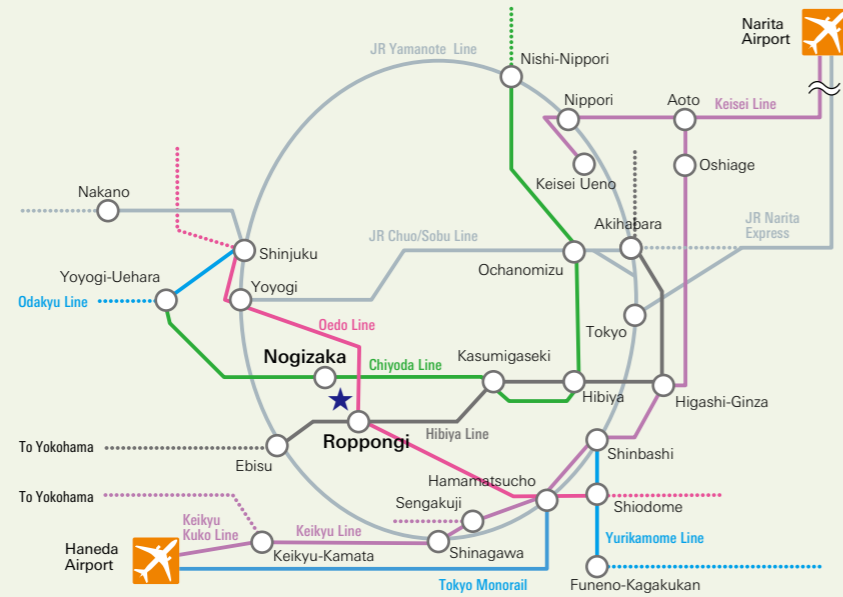 Narita
Airport
JR Yamanote Line
Nishi-Nippori
Nippori
Aoto
Keisei Line
Keisei Ueno
Oshiage
Nakano
Akihabara
JR Narita
Express
JR Chuo/Sobu Line
Shinjuku
Ochanomizu
Yoyogi-Uehara
Yoyogi
Odakyu Line
Oedo Line
Tokyo
Nogizaka
Chiyoda Line
Kasumigaseki
Hibiya
Higashi-Ginza
Roppongi
Hibiya Line
To Yokohama
Ebisu
Shinbashi
Hamamatsucho
To Yokohama
Sengakuji
Shiodome
Keikyu
Kuko Line
Keikyu Line
Yurikamome Line
Haneda
Airport
Keikyu-Kamata
Shinagawa
Tokyo Monorail
Funeno-Kagakukan